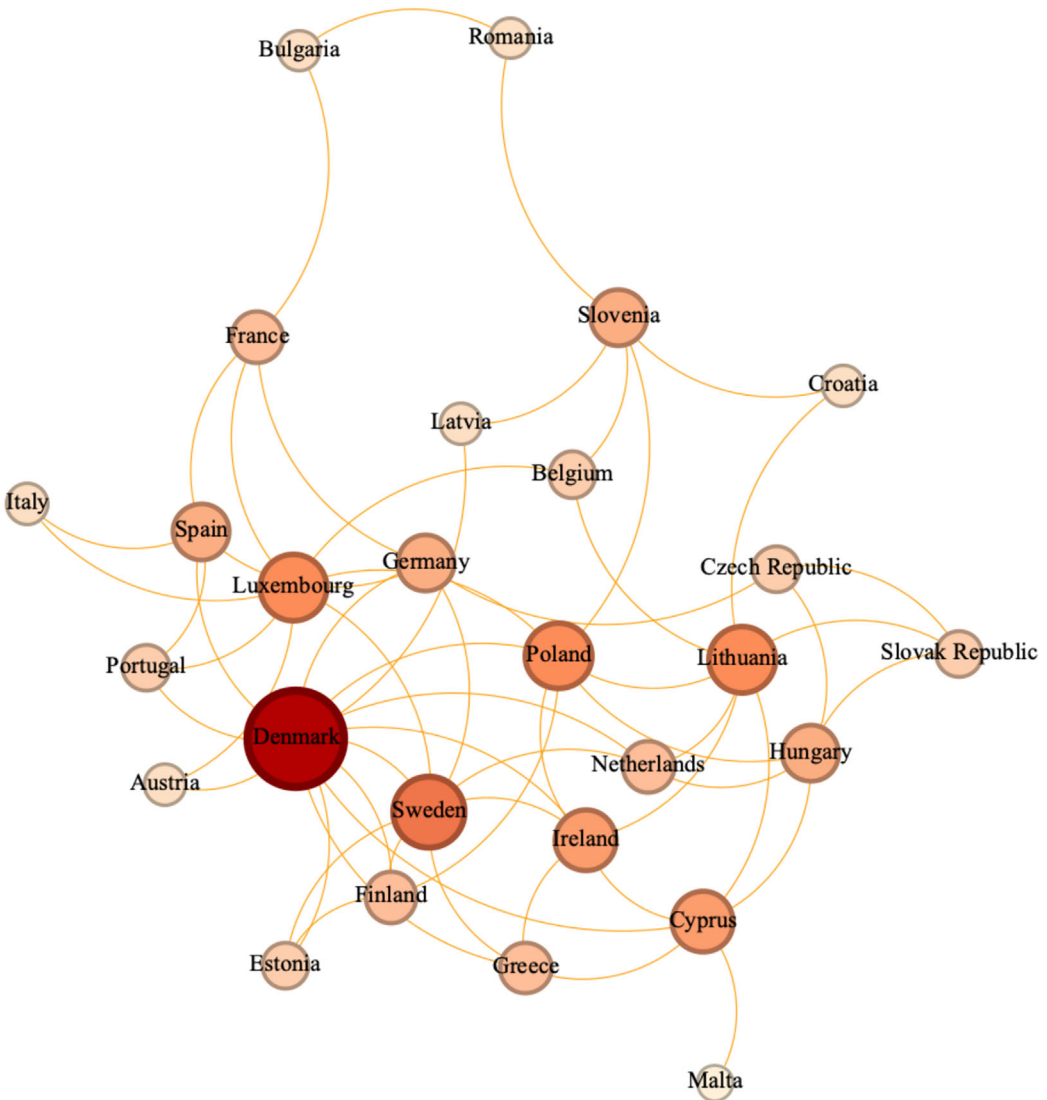 Bulgaria
Romania
Slovenia
France
Croatia
Latvia
Belgium
Italy
Spain
Germany
Czech Republic
Luxembourg
Poland
Lithuania
Slovak Republic
Portugal
Denmark
Hungary
Netherlands
Austria
Sweden
Ireland
Finland
Cyprus
Estonia
Greece
Malta